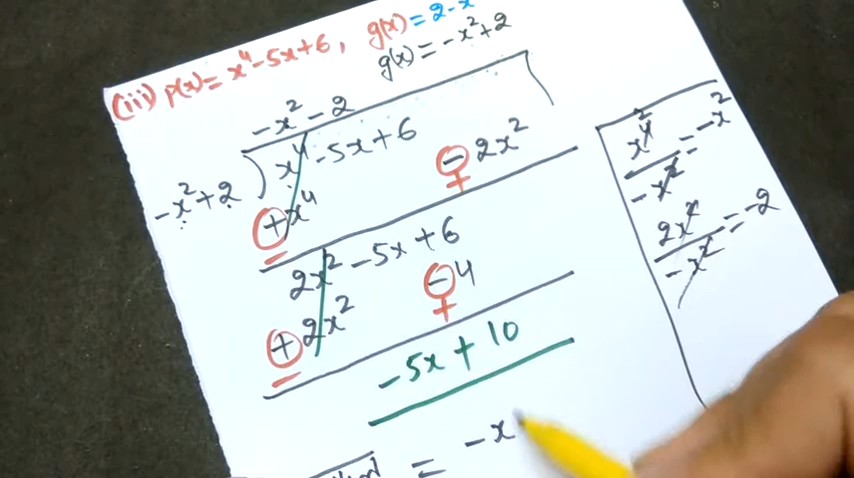 (iii) p(x) = x⁴ - 5x + 6, g(x) = 2 - x
g(x) = -x² + 2
-x² - 2
-x² + 2 ) x⁴ - 5x + 6
+ x⁴ - 2x²
- +
2x² - 5x + 6
+ 2x² - 4
- +
-5x + 10
= -x
x⁴ 2 / -x² = -x²
2x² / -x² = -2